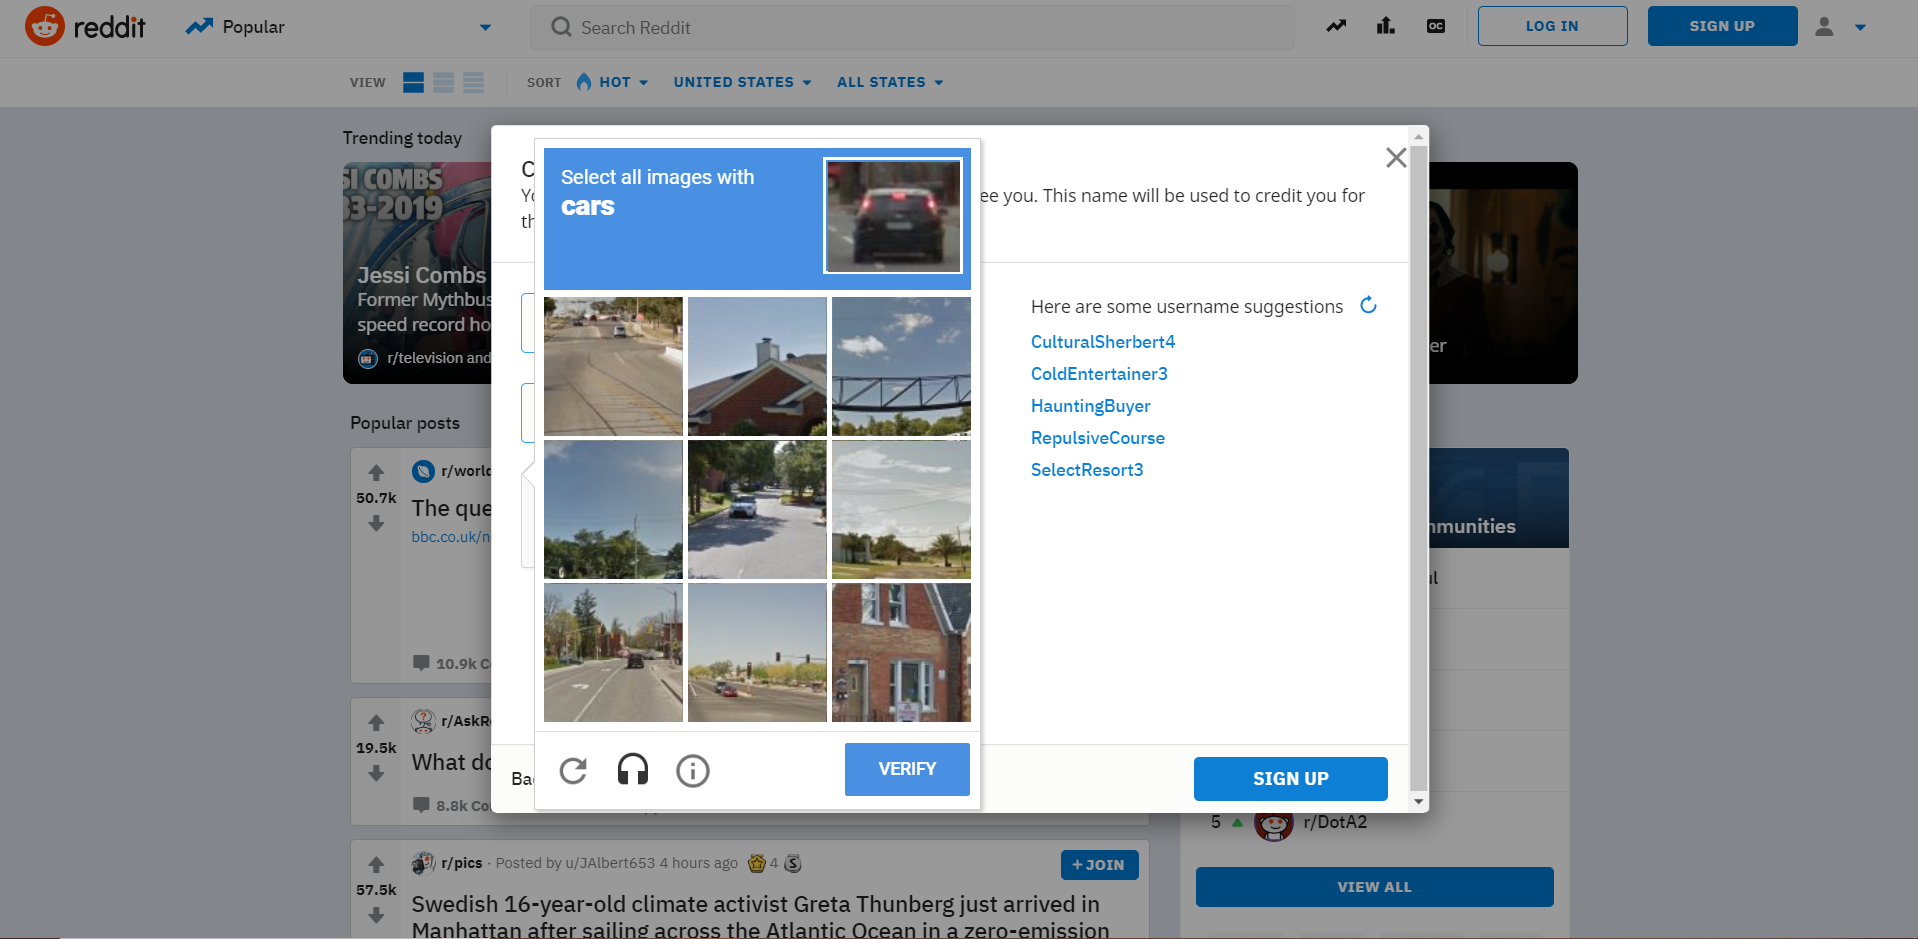 reddit
Popular
Search Reddit
LOG IN
SIGN UP
VIEW
SORT
HOT
UNITED STATES
ALL STATES
Trending today
SI COMBS
33-2019
Jessi Combs
Former Mythbus
speed record ho
r/television and
Select all images with
cars
ee you. This name will be used to credit you for
Here are some username suggestions
CulturalSherbert4
ColdEntertainer3
HauntingBuyer
RepulsiveCourse
SelectResort3
er
Popular posts
50.7k
r/world
The que
bbc.co.uk/n
10.9k Co
mmunities
19.5k
r/AskR
What do
8.8k Co
VERIFY
Ba
SIGN UP
5
r/DotA2
VIEW ALL
57.5k
r/pics · Posted by u/JAlbert653 4 hours ago
4
+ JOIN
Swedish 16-year-old climate activist Greta Thunberg just arrived in
Manhattan after sailing across the Atlantic Ocean in a zero-emission